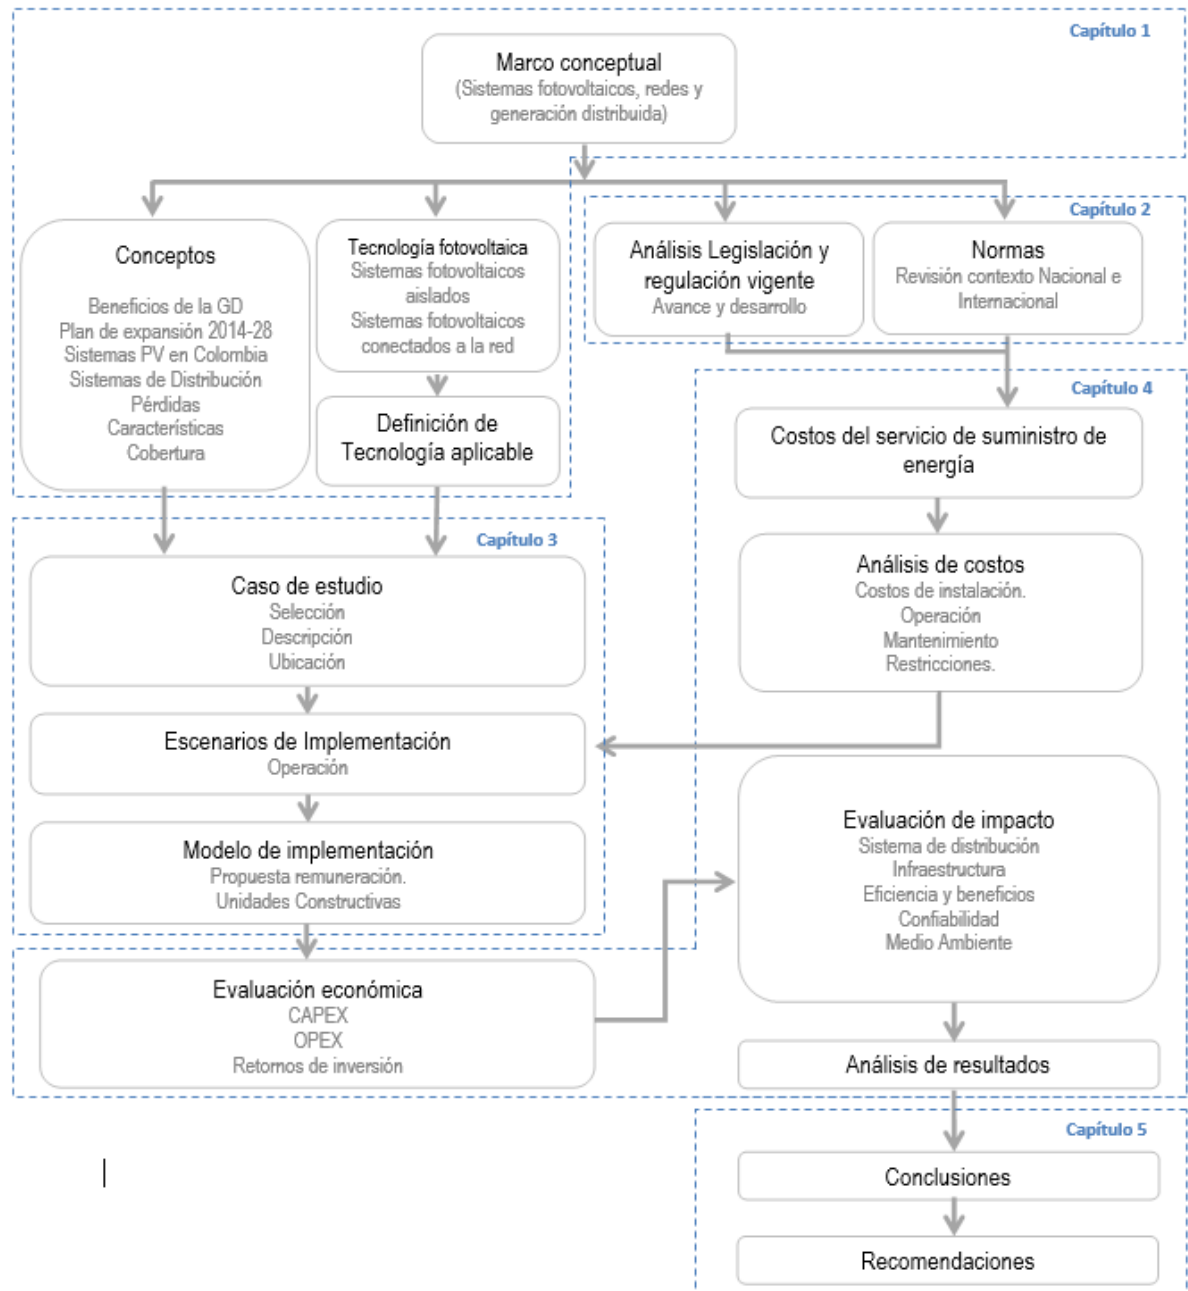 Capítulo 1
Marco conceptual
(Sistemas fotovoltaicos, redes y
generación distribuida)
Conceptos
Beneficios de la GD
Plan de expansión 2014-28
Sistemas PV en Colombia
Sistemas de Distribución
Pérdidas
Características
Cobertura
Tecnología fotovoltaica
Sistemas fotovoltaicos
aislados
Sistemas fotovoltaicos
conectados a la red
Definición de
Tecnología aplicable
Capítulo 2
Análisis Legislación y
regulación vigente
Avance y desarrollo
Normas
Revisión contexto Nacional e
Internacional
Capítulo 3
Caso de estudio
Selección
Descripción
Ubicación
Escenarios de Implementación
Operación
Modelo de implementación
Propuesta remuneración.
Unidades Constructivas
Capítulo 4
Costos del servicio de suministro de
energía
Análisis de costos
Costos de instalación.
Operación
Mantenimiento
Restricciones.
Evaluación económica
CAPEX
OPEX
Retornos de inversión
Evaluación de impacto
Sistema de distribución
Infraestructura
Eficiencia y beneficios
Confiabilidad
Medio Ambiente
Análisis de resultados
Capítulo 5
Conclusiones
Recomendaciones